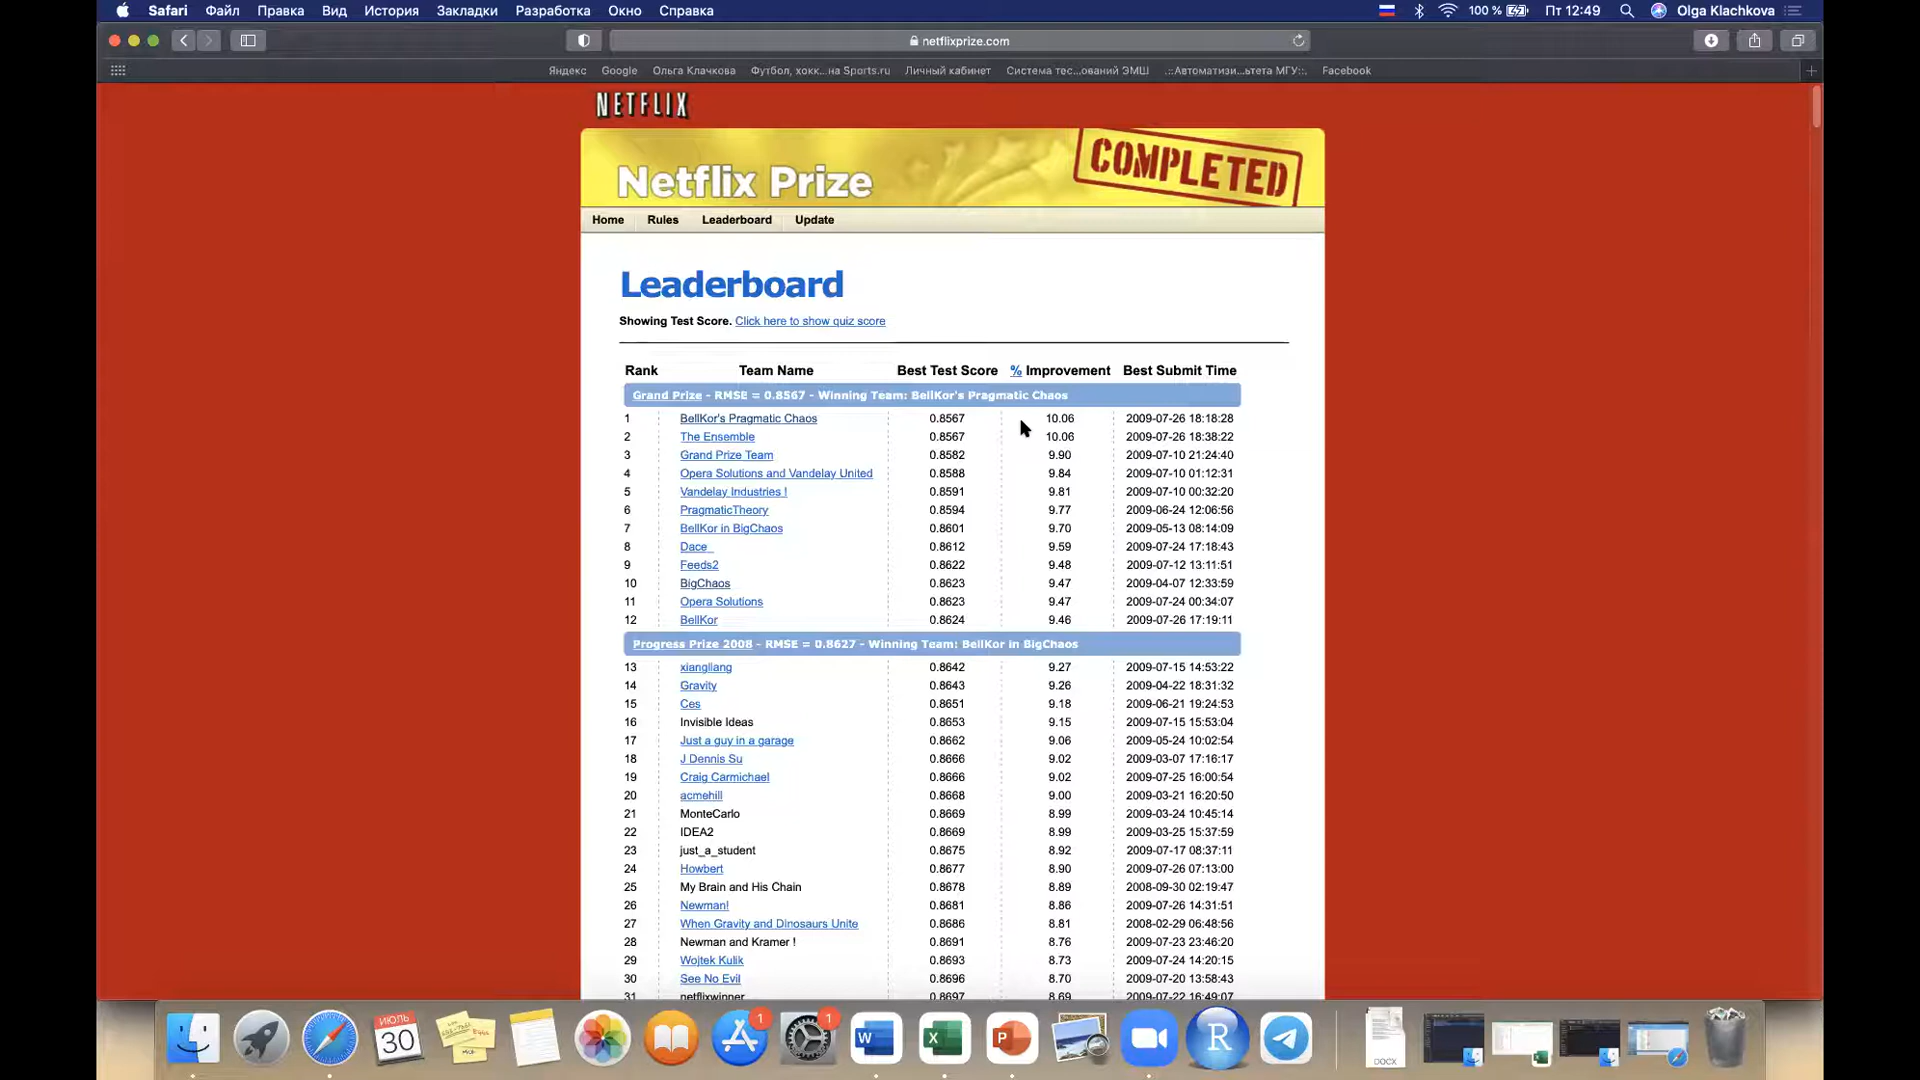 Safari Файл Правка Вид История Закладки Разработка Окно Справка 100 % Пт 12:49 Olga Klachkova
netflixprize.com
Яндекс Google Ольга Клачкова Футбол, хокк...на Sports.ru Личный кабинет Система тес...ований ЭМШ .::Автоматизи...ьтета МГУ::. Facebook
NETFLIX
Netflix Prize
COMPLETED
Home Rules Leaderboard Update
Leaderboard
Showing Test Score. Click here to show quiz score
Rank Team Name Best Test Score % Improvement Best Submit Time
Grand Prize - RMSE = 0.8567 - Winning Team: BellKor's Pragmatic Chaos
1 BellKor's Pragmatic Chaos 0.8567 10.06 2009-07-26 18:18:28
2 The Ensemble 0.8567 10.06 2009-07-26 18:38:22
3 Grand Prize Team 0.8582 9.90 2009-07-10 21:24:40
4 Opera Solutions and Vandelay United 0.8588 9.84 2009-07-10 01:12:31
5 Vandelay Industries ! 0.8591 9.81 2009-07-10 00:32:20
6 PragmaticTheory 0.8594 9.77 2009-06-24 12:06:56
7 BellKor in BigChaos 0.8601 9.70 2009-05-13 08:14:09
8 Dace_ 0.8612 9.59 2009-07-24 17:18:43
9 Feeds2 0.8622 9.48 2009-07-12 13:11:51
10 BigChaos 0.8623 9.47 2009-04-07 12:33:59
11 Opera Solutions 0.8623 9.47 2009-07-24 00:34:07
12 BellKor 0.8624 9.46 2009-07-26 17:19:11
Progress Prize 2008 - RMSE = 0.8627 - Winning Team: BellKor in BigChaos
13 xiangliang 0.8642 9.27 2009-07-15 14:53:22
14 Gravity 0.8643 9.26 2009-04-22 18:31:32
15 Ces 0.8651 9.18 2009-06-21 19:24:53
16 Invisible Ideas 0.8653 9.15 2009-07-15 15:53:04
17 Just a guy in a garage 0.8662 9.06 2009-05-24 10:02:54
18 J Dennis Su 0.8666 9.02 2009-03-07 17:16:17
19 Craig Carmichael 0.8666 9.02 2009-07-25 16:00:54
20 acmehill 0.8668 9.00 2009-03-21 16:20:50
21 MonteCarlo 0.8669 8.99 2009-03-24 10:45:14
22 IDEA2 0.8669 8.99 2009-03-25 15:37:59
23 just_a_student 0.8675 8.92 2009-07-17 08:37:11
24 Howbert 0.8677 8.90 2009-07-26 07:13:00
25 My Brain and His Chain 0.8678 8.89 2008-09-30 02:19:47
26 Newman! 0.8681 8.86 2009-07-26 14:31:51
27 When Gravity and Dinosaurs Unite 0.8686 8.81 2008-02-29 06:48:56
28 Newman and Kramer ! 0.8691 8.76 2009-07-23 23:46:20
29 Wojtek Kulik 0.8693 8.73 2009-07-24 14:20:15
30 See No Evil 0.8696 8.70 2009-07-20 13:58:43
31 netflixwinner 0.8697 8.69 2009-07-22 16:49:07
ИЮЛЬ
30
1
1
W
X
P
R
DOCX